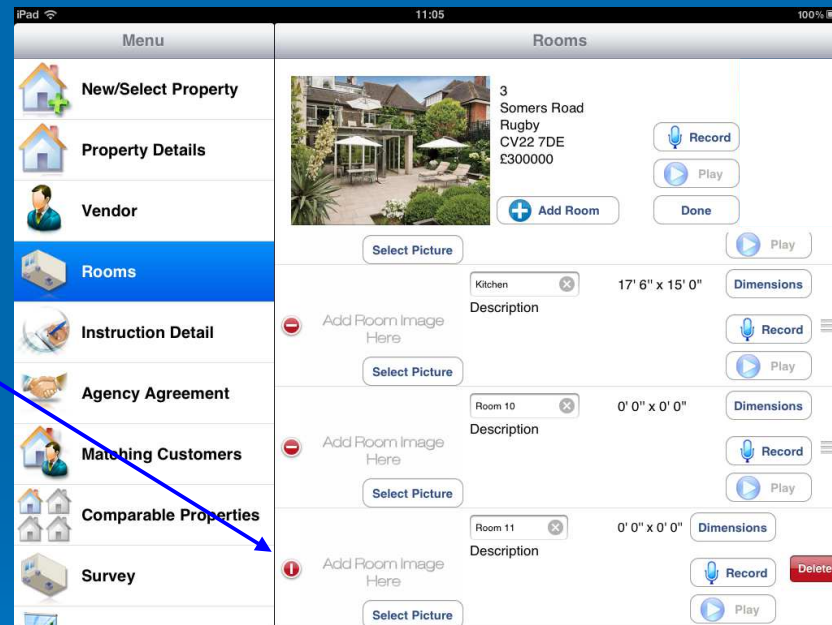 iPad 11:05 100%
Menu
Rooms
New/Select Property
Property Details
Vendor
Rooms
Instruction Detail
Agency Agreement
Matching Customers
Comparable Properties
Survey
3
Somers Road
Rugby
CV22 7DE
£300000
Record
Play
Add Room
Done
Select Picture
Play
Kitchen
17' 6" x 15' 0"
Dimensions
Description
Add Room Image
Here
Record
Select Picture
Play
Room 10
0' 0" x 0' 0"
Dimensions
Description
Add Room Image
Here
Record
Select Picture
Play
Room 11
0' 0" x 0' 0"
Dimensions
Description
Add Room Image
Here
Record
Delete
Select Picture
Play